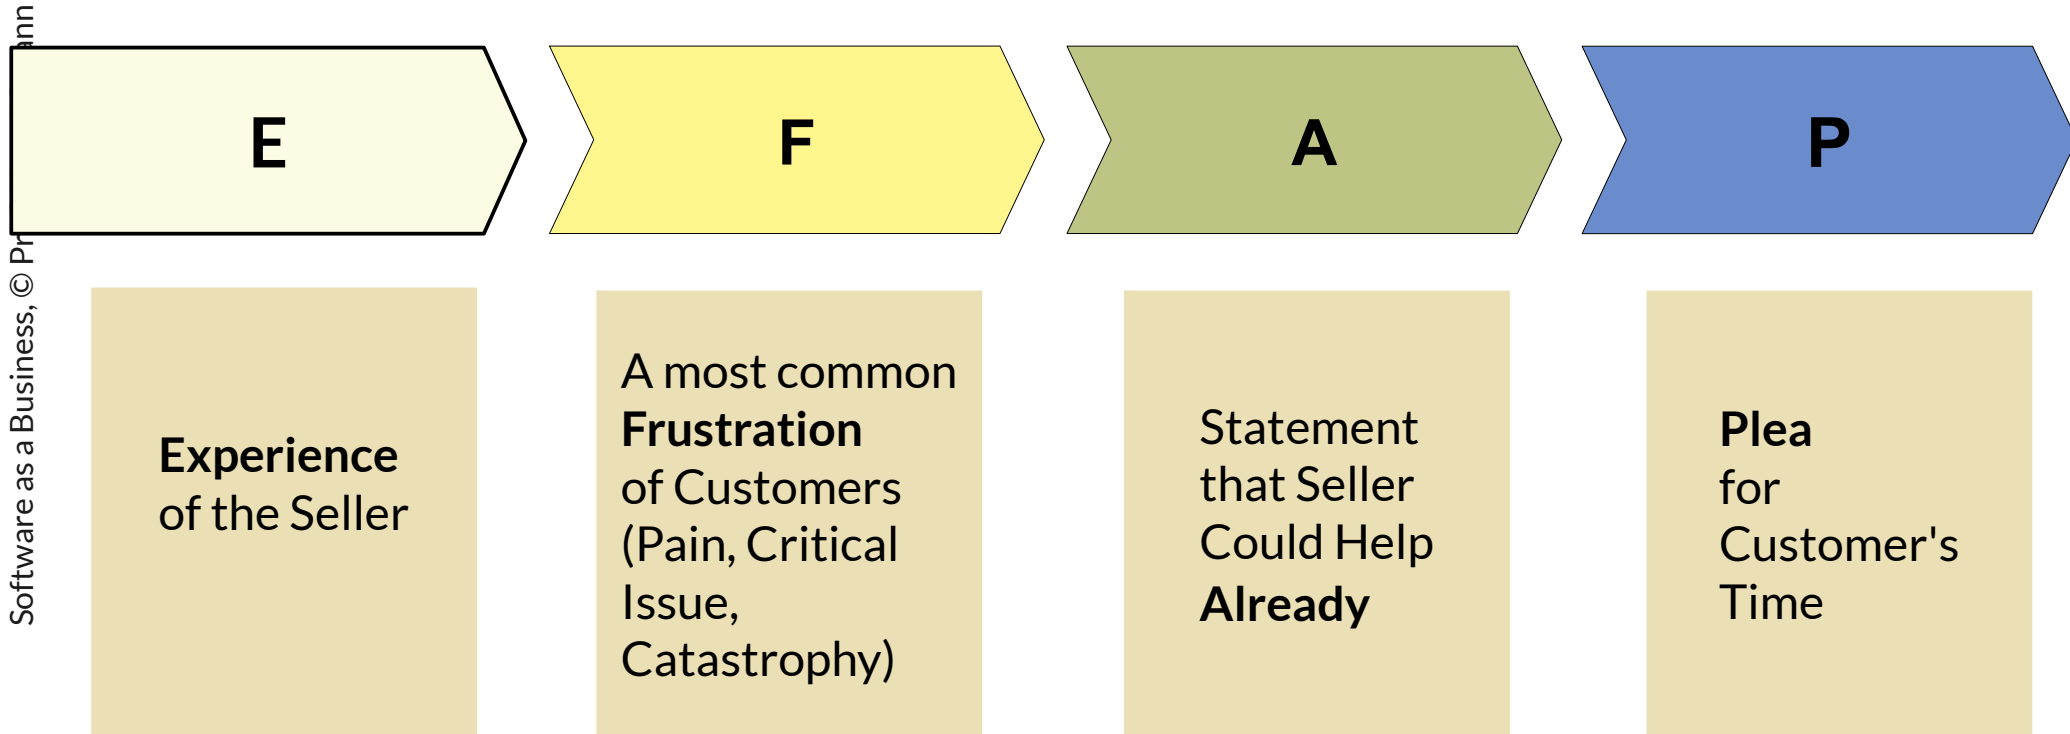 E
F
A
P
Experience
of the Seller
A most common
Frustration
of Customers
(Pain, Critical
Issue,
Catastrophy)
Statement
that Seller
Could Help
Already
Plea
for
Customer's
Time
Software as a Business, ©